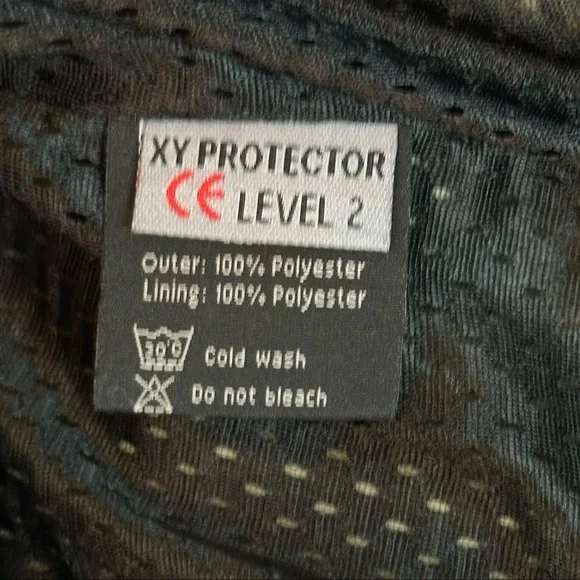 XY PROTECTOR
CE LEVEL 2
Outer: 100% Polyester
Lining: 100% Polyester
30°C Cold wash
Do not bleach